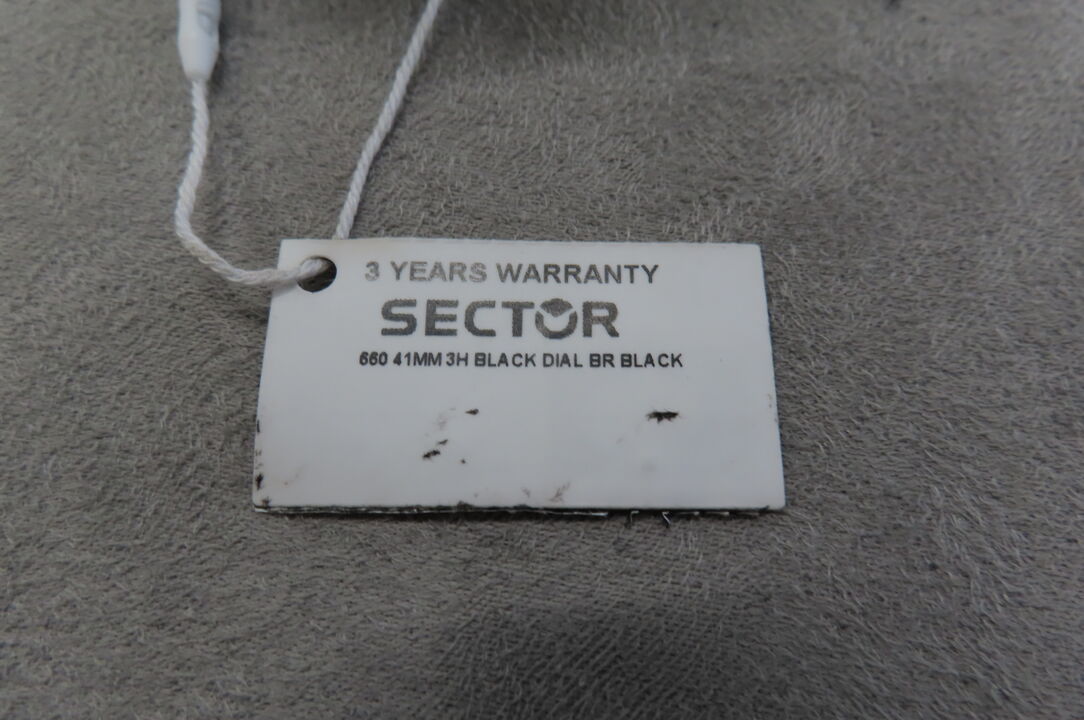 3 YEARS WARRANTY
SECTOR
660 41MM 3H BLACK DIAL BR BLACK